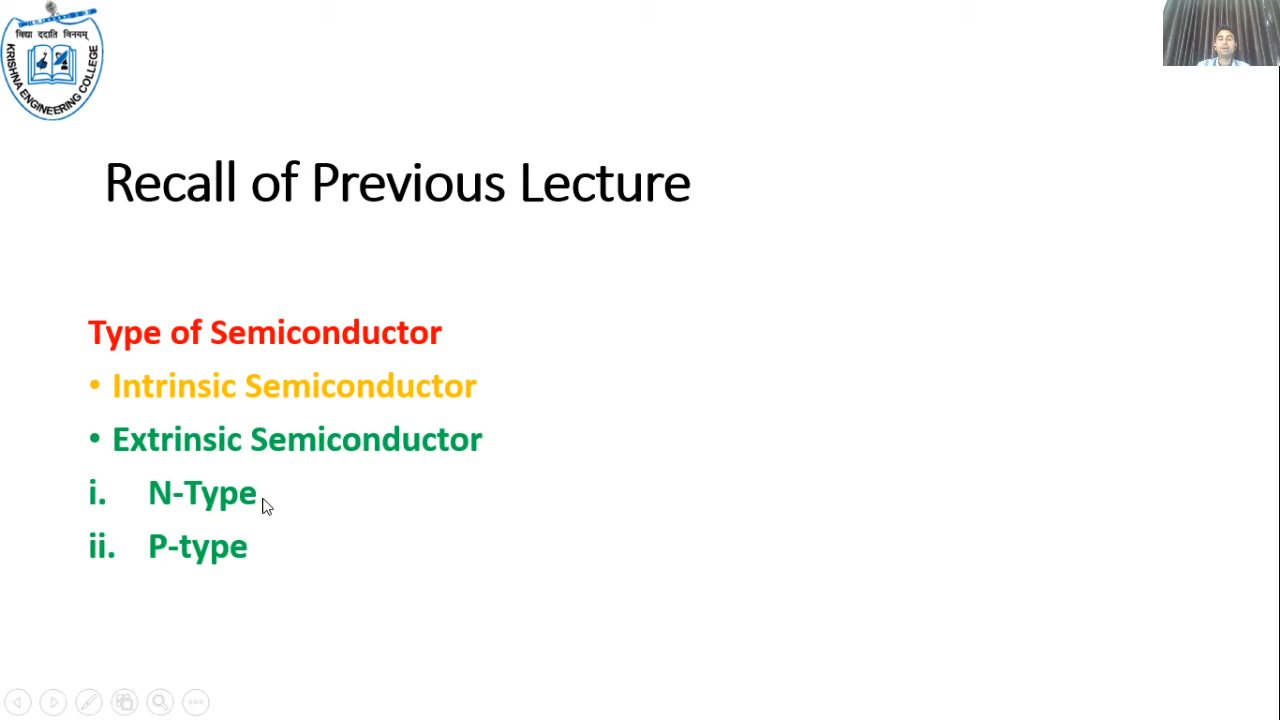 विद्या ददाति विनयम्
KRISHNA ENGINEERING COLLEGE
Recall of Previous Lecture
Type of Semiconductor
• Intrinsic Semiconductor
• Extrinsic Semiconductor
i. N-Type
ii. P-type